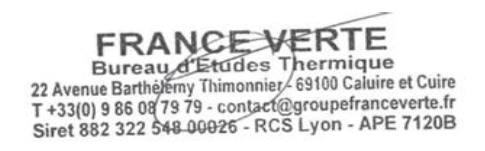 FRANCE VERTE
Bureau d'Etudes Thermique
22 Avenue Barthélemy Thimonnier - 69100 Caluire et Cuire
T +33(0) 9 86 08 79 79 - contact@groupefranceverte.fr
Siret 882 322 548 00026 - RCS Lyon - APE 7120B